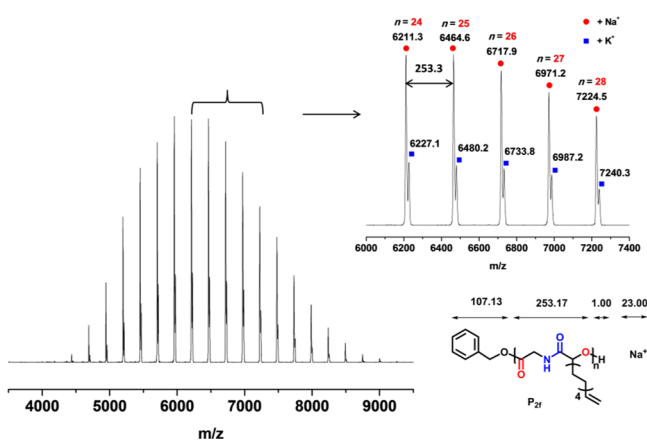 n = 24
n = 25
n = 26
n = 27
n = 28
6211.3
6464.6
6717.9
6971.2
7224.5
+ Na+
+ K+
253.3
6227.1
6480.2
6733.8
6987.2
7240.3
6000 6200 6400 6600 6800 7000 7200 7400
m/z
4000 5000 6000 7000 8000 9000
m/z
107.13 253.17 1.00 23.00
O O N H O O n H Na+
4
P2f